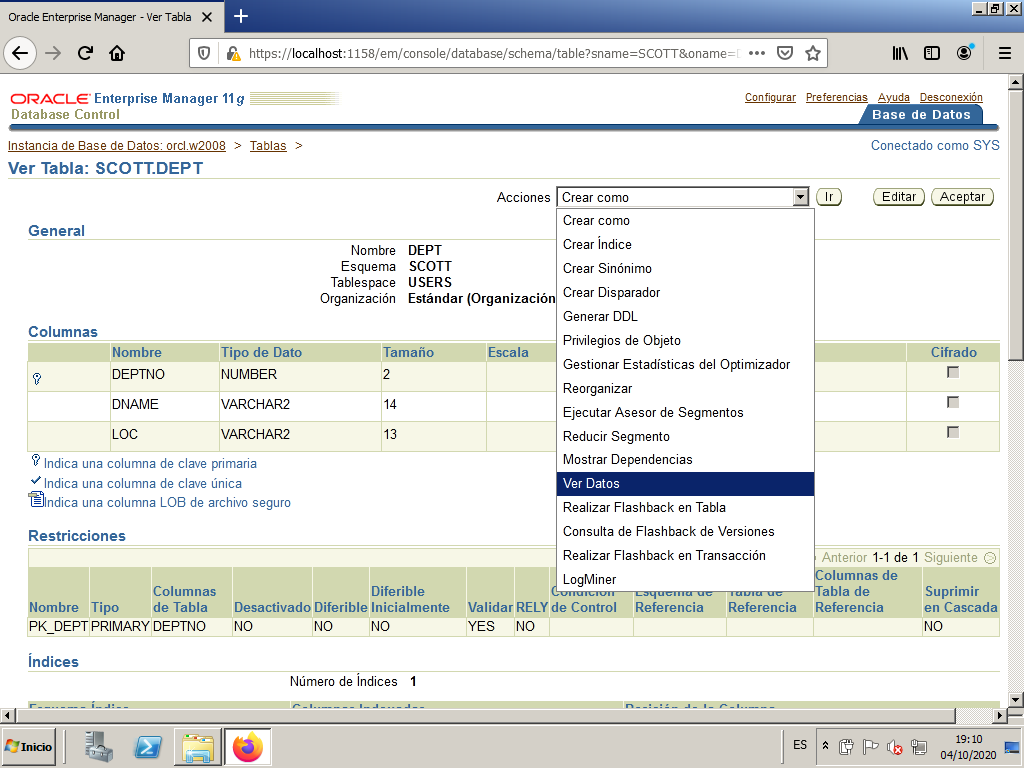 Oracle Enterprise Manager - Ver Tabla
https://localhost:1158/em/console/database/schema/table?sname=SCOTT&oname=
ORACLE Enterprise Manager 11g
Database Control
Configurar Preferencias Ayuda Desconexión
Base de Datos
Instancia de Base de Datos: orcl.w2008 > Tablas >
Conectado como SYS
Ver Tabla: SCOTT.DEPT
Acciones Crear como Ir Editar Aceptar
Crear como
Crear Índice
Crear Sinónimo
Crear Disparador
Generar DDL
Privilegios de Objeto
Gestionar Estadísticas del Optimizador
Reorganizar
Ejecutar Asesor de Segmentos
Reducir Segmento
Mostrar Dependencias
Ver Datos
Realizar Flashback en Tabla
Consulta de Flashback de Versiones
Realizar Flashback en Transacción
LogMiner
General
Nombre DEPT
Esquema SCOTT
Tablespace USERS
Organización Estándar (Organización
Columnas
Nombre Tipo de Dato Tamaño Escala Cifrado
DEPTNO NUMBER 2
DNAME VARCHAR2 14
LOC VARCHAR2 13
Indica una columna de clave primaria
Indica una columna de clave única
Indica una columna LOB de archivo seguro
Restricciones
Anterior 1-1 de 1 Siguiente
Nombre Tipo Columnas de Tabla Desactivado Diferible Diferible Inicialmente Validar RELY Condición de Control Esquema de Referencia Tabla de Referencia Columnas de Tabla de Referencia Suprimir en Cascada
PK_DEPT PRIMARY DEPTNO NO NO NO YES NO NO
Índices
Número de Índices 1
Esquema Índice Columnas Indexadas Posición de la Columna
Inicio
ES
19:10
04/10/2020